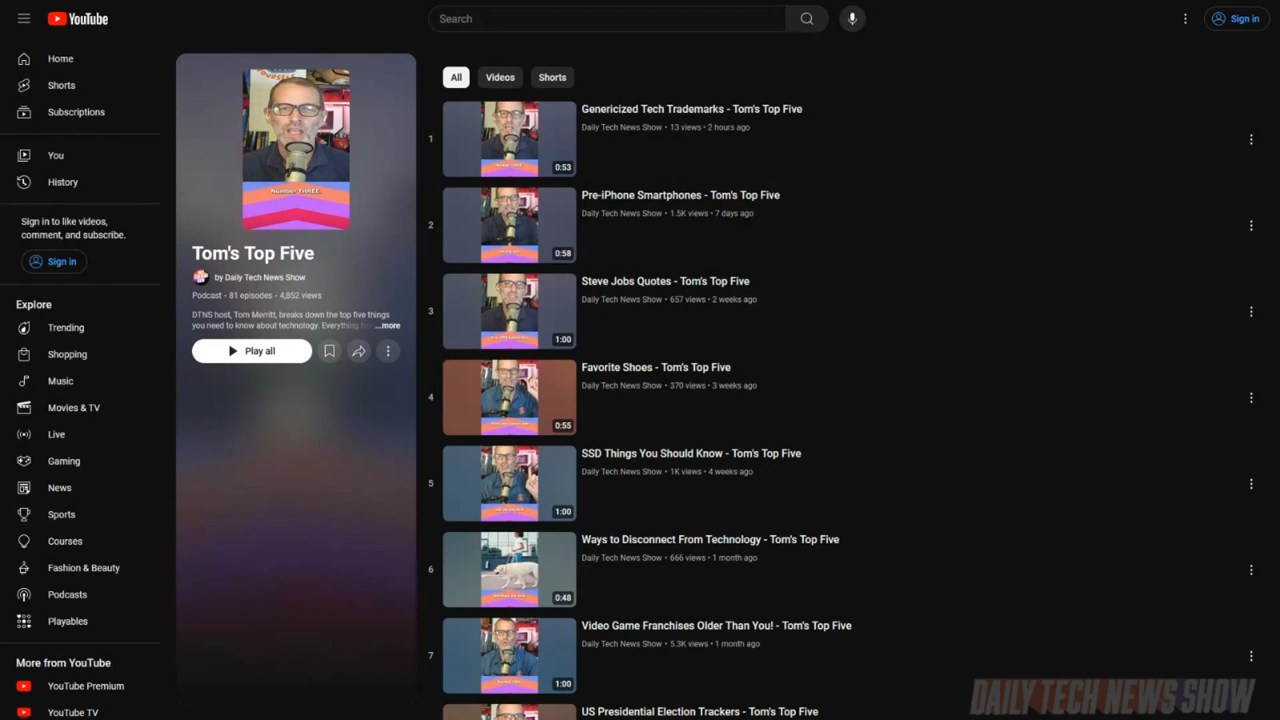 YouTube
Search
Sign in
Home
Shorts
Subscriptions
You
History
Sign in to like videos,
comment, and subscribe.
Sign in
Explore
Trending
Shopping
Music
Movies & TV
Live
Gaming
News
Sports
Courses
Fashion & Beauty
Podcasts
Playables
More from YouTube
YouTube Premium
YouTube TV
Number THREE
Tom's Top Five
by Daily Tech News Show
Podcast • 81 episodes • 4,852 views
DTNS host, Tom Merritt, breaks down the top five things
you need to know about technology. Everything ...more
Play all
All
Videos
Shorts
1
0:53
Genericized Tech Trademarks - Tom's Top Five
Daily Tech News Show • 13 views • 2 hours ago
2
0:58
Pre-iPhone Smartphones - Tom's Top Five
Daily Tech News Show • 1.5K views • 7 days ago
3
1:00
Steve Jobs Quotes - Tom's Top Five
Daily Tech News Show • 657 views • 2 weeks ago
4
0:55
Favorite Shoes - Tom's Top Five
Daily Tech News Show • 370 views • 3 weeks ago
5
1:00
SSD Things You Should Know - Tom's Top Five
Daily Tech News Show • 1K views • 4 weeks ago
6
0:48
Ways to Disconnect From Technology - Tom's Top Five
Daily Tech News Show • 666 views • 1 month ago
7
1:00
Video Game Franchises Older Than You! - Tom's Top Five
Daily Tech News Show • 5.3K views • 1 month ago
US Presidential Election Trackers - Tom's Top Five
DAILY TECH NEWS SHOW